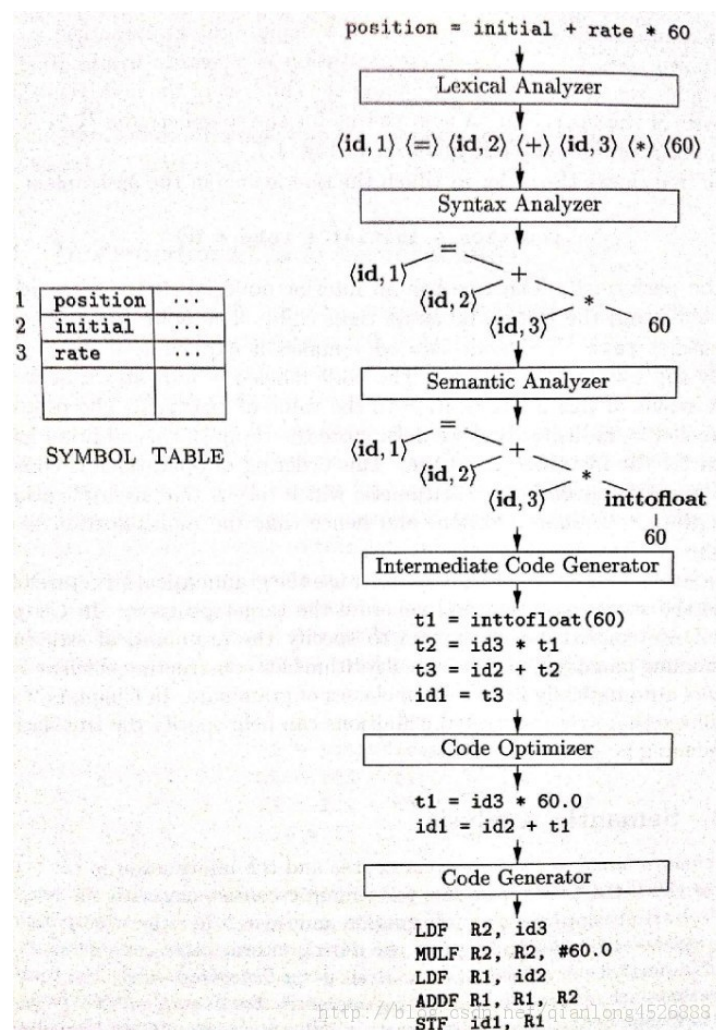 position = initial + rate * 60
Lexical Analyzer
⟨id, 1⟩ ⟨=⟩ ⟨id, 2⟩ ⟨+⟩ ⟨id, 3⟩ ⟨*⟩ ⟨60⟩
Syntax Analyzer
=
⟨id, 1⟩ +
⟨id, 2⟩ *
⟨id, 3⟩ 60
1 position ...
2 initial ...
3 rate ...
SYMBOL TABLE
Semantic Analyzer
=
⟨id, 1⟩ +
⟨id, 2⟩ *
⟨id, 3⟩ inttofloat
60
Intermediate Code Generator
t1 = inttofloat(60)
t2 = id3 * t1
t3 = id2 + t2
id1 = t3
Code Optimizer
t1 = id3 * 60.0
id1 = id2 + t1
Code Generator
LDF R2, id3
MULF R2, R2, #60.0
LDF R1, id2
ADDF R1, R1, R2
STF id1, R1
http://blog.csdn.net/qianlong4526888